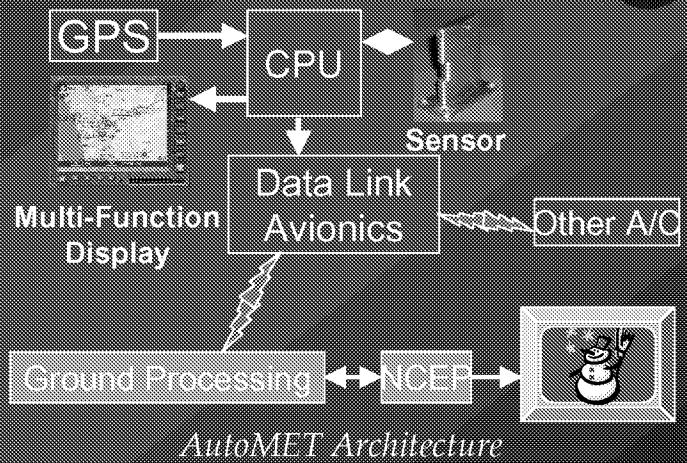 GPS
CPU
Sensor
Multi-Function
Display
Data Link
Avionics
Other A/C
Ground Processing
NCEP
AutoMET Architecture